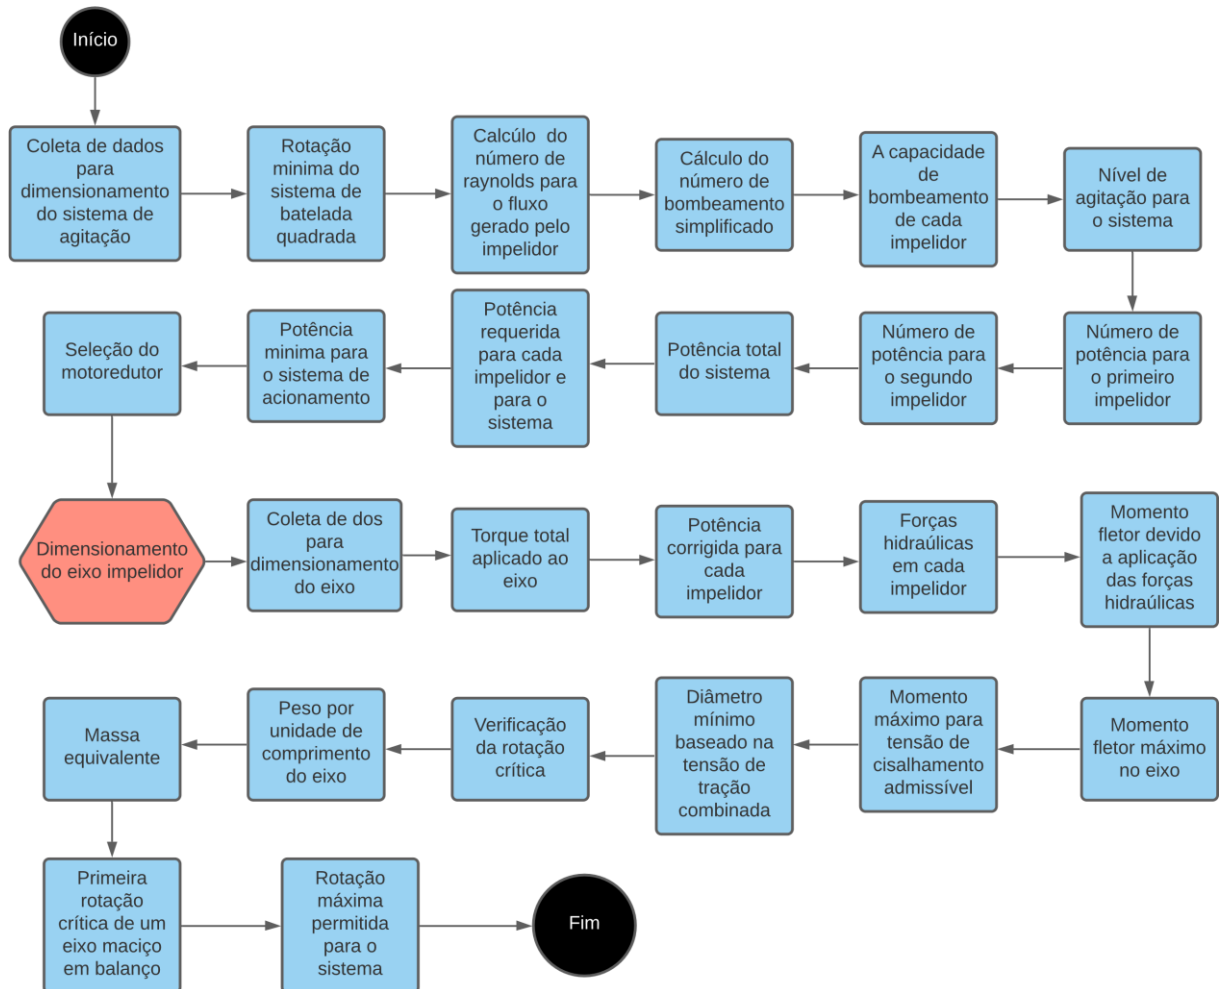 Início
Coleta de dados
para
dimensionamento
do sistema de
agitação
Rotação
minima do
sistema de
batelada
quadrada
Calcúlo do
número de
raynolds para
o fluxo
gerado pelo
impelidor
Cálculo do
número de
bombeamento
simplificado
A capacidade
de
bombeamento
de cada
impelidor
Nível de
agitação para
o sistema
Número de
potência para
o primeiro
impelidor
Número de
potência para
o segundo
impelidor
Potência total
do sistema
Potência
requerida
para cada
impelidor e
para o
sistema
Potência
minima para
o sistema de
acionamento
Seleção do
motoredutor
Dimensionamento
do eixo impelidor
Coleta de dos
para
dimensionamento
do eixo
Torque total
aplicado ao
eixo
Potência
corrigida para
cada
impelidor
Forças
hidraúlicas
em cada
impelidor
Momento
fletor devido
a aplicação
das forças
hidraúlicas
Momento
fletor máximo
no eixo
Momento
máximo para
tensão de
cisalhamento
admissível
Diâmetro
mínimo
baseado na
tensão de
tração
combinada
Verificação
da rotação
crítica
Peso por
unidade de
comprimento
do eixo
Massa
equivalente
Primeira
rotação
crítica de um
eixo maciço
em balanço
Rotação
máxima
permitida
para o
sistema
Fim